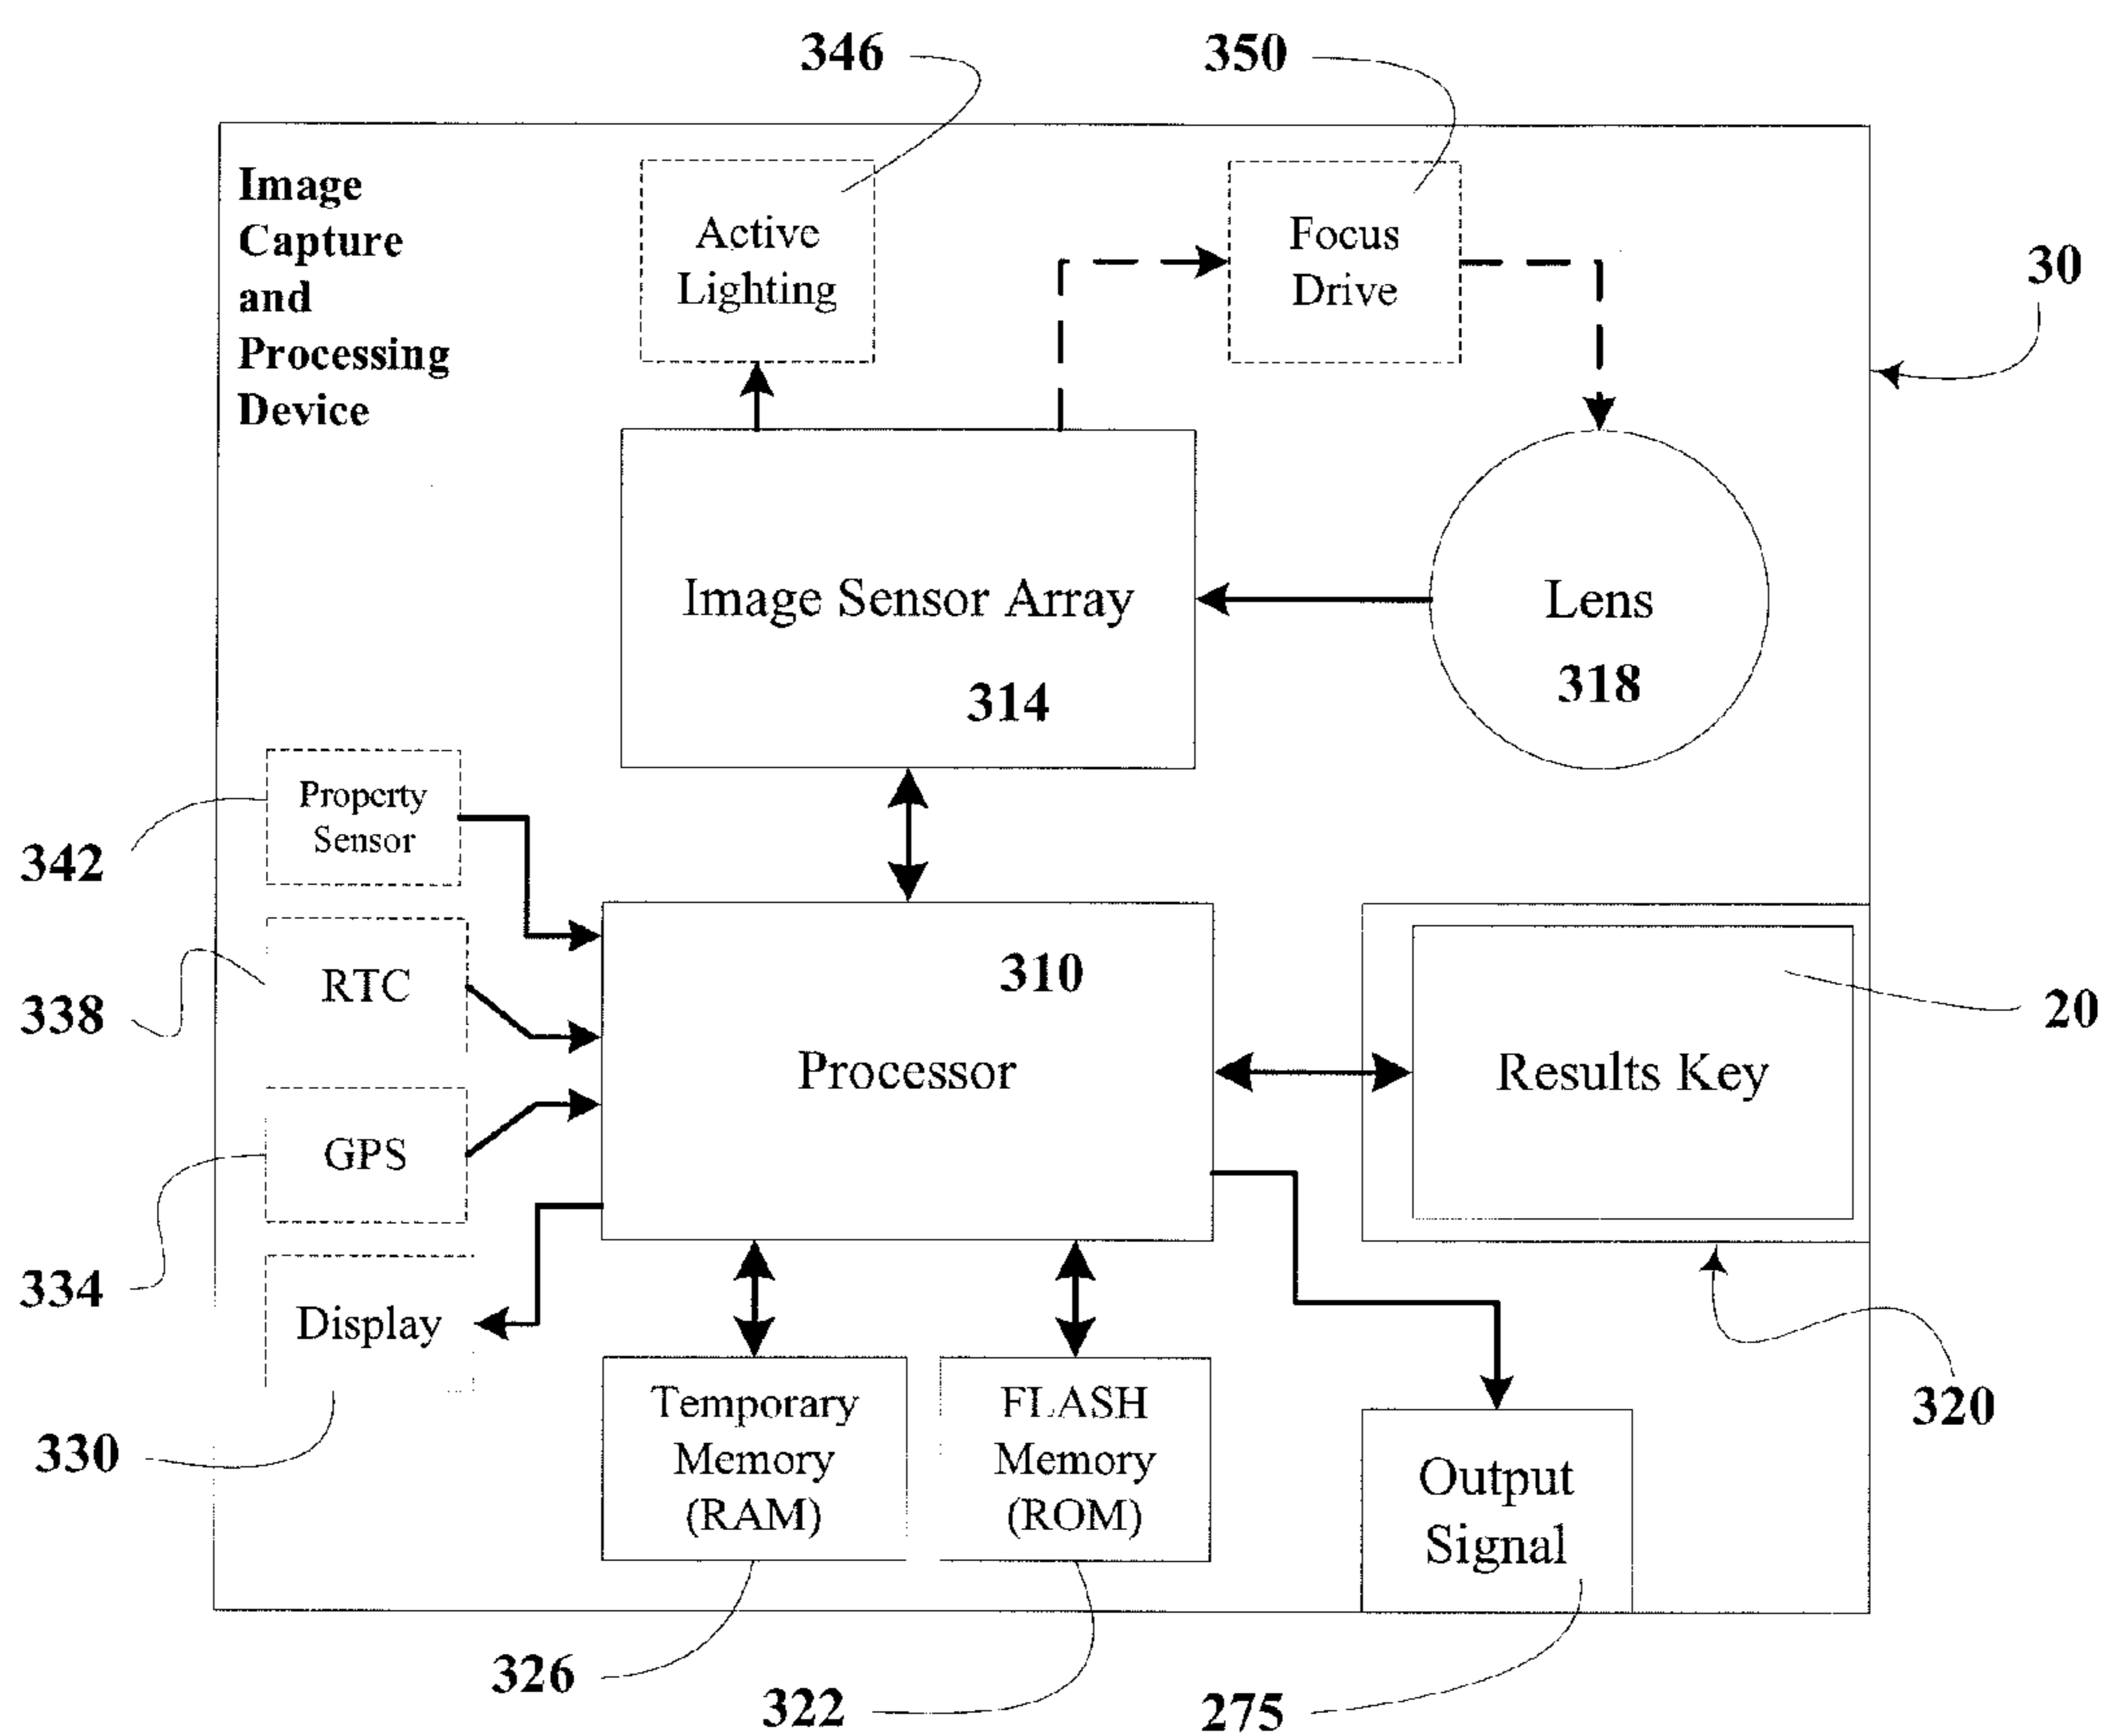 346
350
Image
Capture
and
Processing
Device
Active
Lighting
Focus
Drive
30
Image Sensor Array
314
Lens
318
Property
Sensor
342
RTC
338
310
Processor
Results Key
20
GPS
334
Display
330
Temporary
Memory
(RAM)
FLASH
Memory
(ROM)
Output
Signal
320
326
322
275